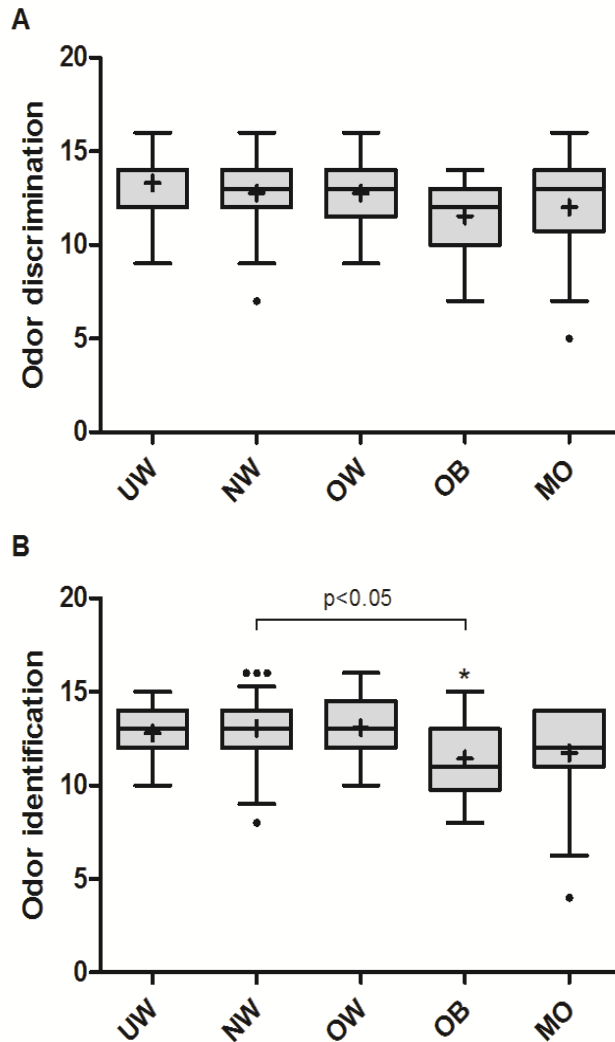 A
Odor discrimination
20
15
10
5
0
UW NW OW OB MO
B
Odor identification
p<0.05
*
20
15
10
5
0
UW NW OW OB MO